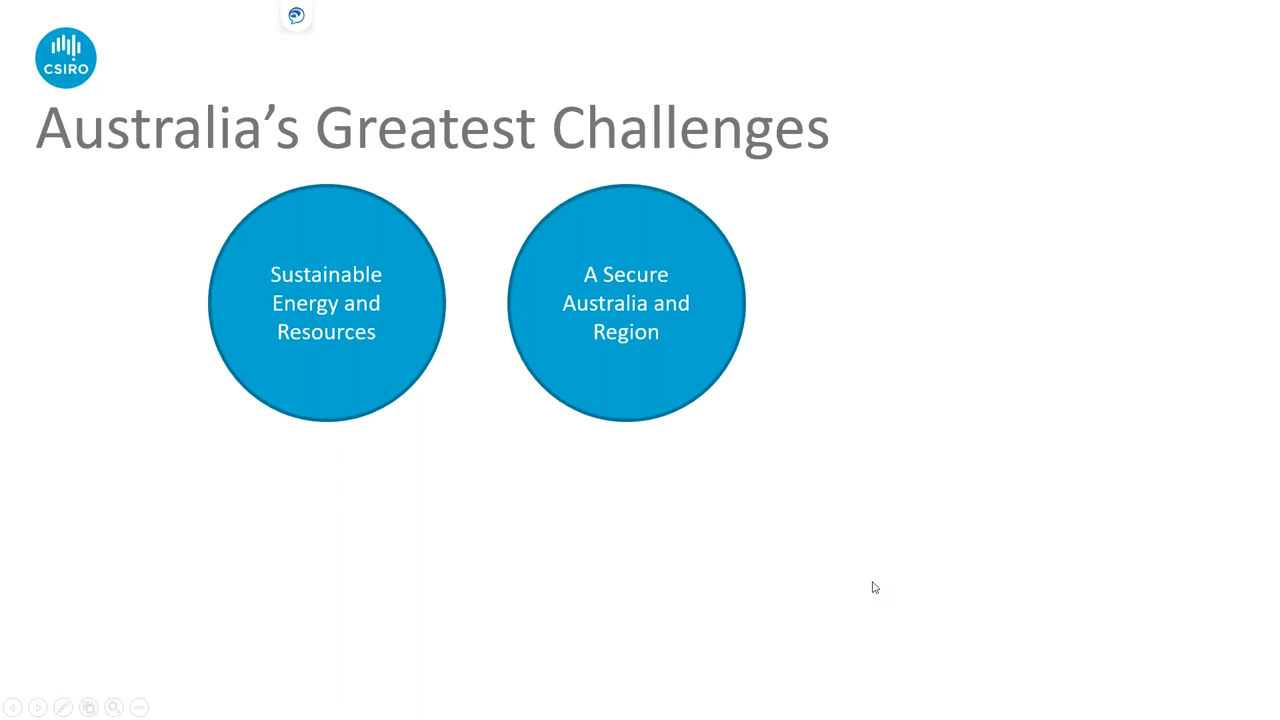 CSIRO
Australia’s Greatest Challenges
Sustainable
Energy and
Resources
A Secure
Australia and
Region